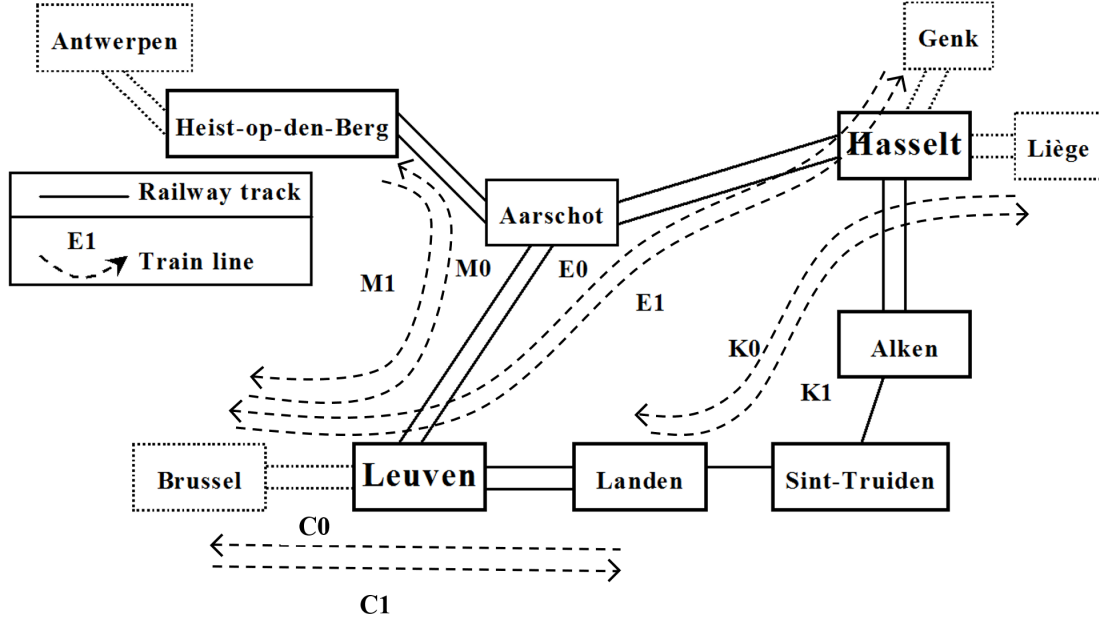 Antwerpen
Genk
Heist-op-den-Berg
Hasselt
Liège
Railway track
E1
Train line
Aarschot
M1
M0
E0
E1
K0
K1
Alken
Brussel
Leuven
Landen
Sint-Truiden
C0
C1